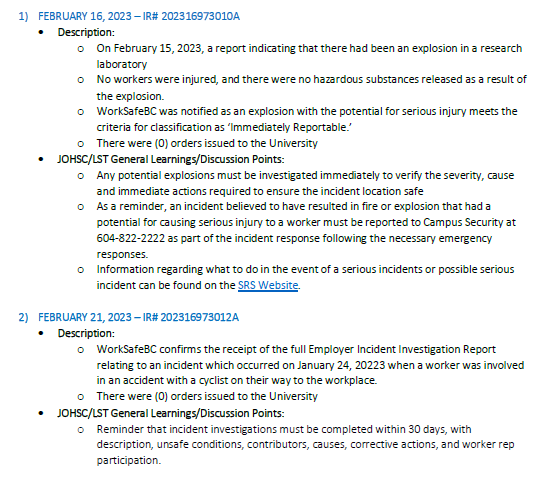 1) FEBRUARY 16, 2023 – IR# 202316973010A
• Description:
o On February 15, 2023, a report indicating that there had been an explosion in a research
laboratory
o No workers were injured, and there were no hazardous substances released as a result of
the explosion.
o WorkSafeBC was notified as an explosion with the potential for serious injury meets the
criteria for classification as ‘Immediately Reportable.’
o There were (0) orders issued to the University
• JOHSC/LST General Learnings/Discussion Points:
o Any potential explosions must be investigated immediately to verify the severity, cause
and immediate actions required to ensure the incident location safe
o As a reminder, an incident believed to have resulted in fire or explosion that had a
potential for causing serious injury to a worker must be reported to Campus Security at
604-822-2222 as part of the incident response following the necessary emergency
responses.
o Information regarding what to do in the event of a serious incidents or possible serious
incident can be found on the SRS Website.
2) FEBRUARY 21, 2023 – IR# 202316973012A
• Description:
o WorkSafeBC confirms the receipt of the full Employer Incident Investigation Report
relating to an incident which occurred on January 24, 20223 when a worker was involved
in an accident with a cyclist on their way to the workplace.
o There were (0) orders issued to the University
• JOHSC/LST General Learnings/Discussion Points:
o Reminder that incident investigations must be completed within 30 days, with
description, unsafe conditions, contributors, causes, corrective actions, and worker rep
participation.